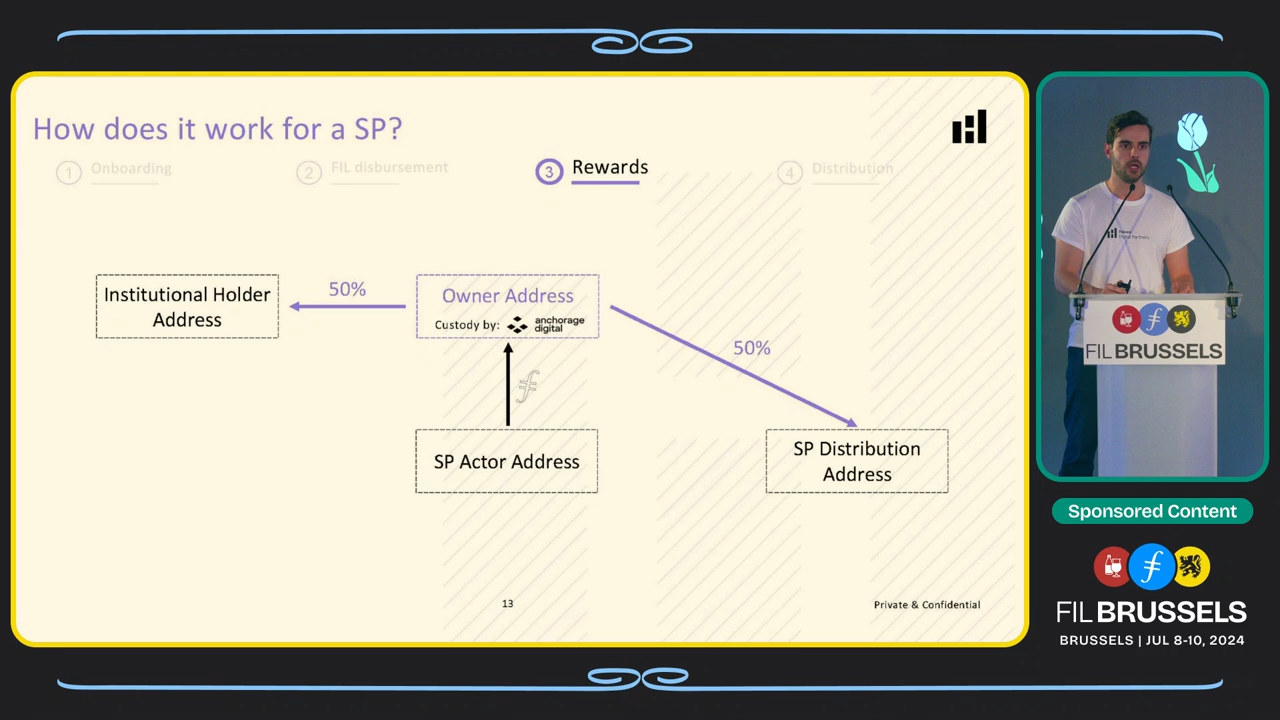 How does it work for a SP?
1 Onboarding
2 FIL disbursement
3 Rewards
4 Distribution
Institutional Holder
Address
50%
Owner Address
Custody by: anchorage
digital
50%
SP Actor Address
SP Distribution
Address
13
Private & Confidential
FIL BRUSSELS
Sponsored Content
FIL BRUSSELS
BRUSSELS | JUL 8-10, 2024